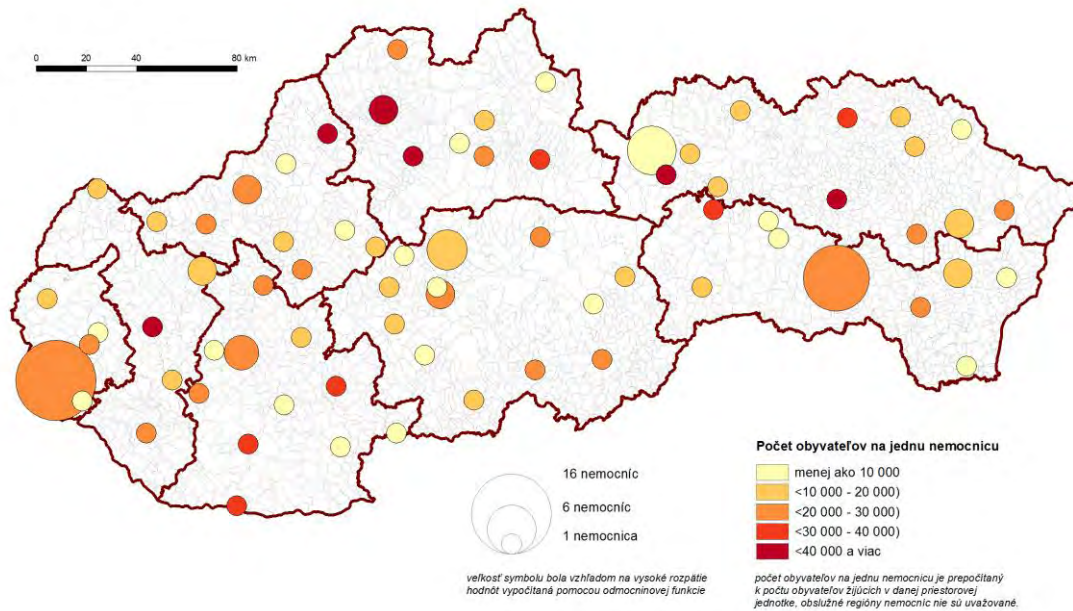 0 20 40 80 km
Počet obyvateľov na jednu nemocnicu
menej ako 10 000
<10 000 - 20 000)
<20 000 - 30 000)
<30 000 - 40 000)
<40 000 a viac
16 nemocníc
6 nemocníc
1 nemocnica
veľkosť symbolu bola vzhľadom na vysoké rozpätie
hodnôt vypočítaná pomocou odmocninovej funkcie
počet obyvateľov na jednu nemocnicu je prepočítaný
k počtu obyvateľov žijúcich v danej priestorovej
jednotke, obslužné regióny nemocníc nie sú uvažované.